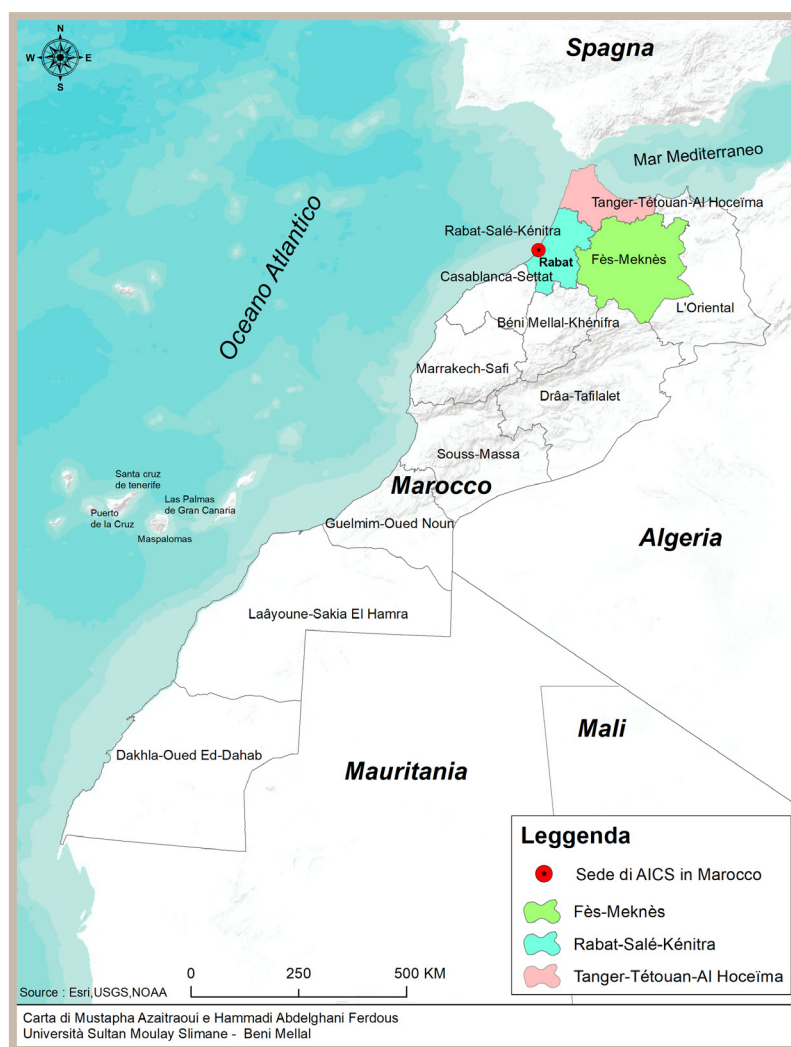 N
W E
S
Spagna
Mar Mediterraneo
Tanger-Tétouan-Al Hoceïma
Oceano Atlantico
Rabat-Salé-Kénitra
Rabat
Fès-Meknès
Casablanca-Settat
L'Oriental
Béni Mellal-Khénifra
Marrakech-Safi
Drâa-Tafilalet
Souss-Massa
Marocco
Santa cruz
de tenerife
Las Palmas
de Gran Canaria
Puerto
de la Cruz
Maspalomas
Guelmim-Oued Noun
Algeria
Laâyoune-Sakia El Hamra
Mali
Dakhla-Oued Ed-Dahab
Mauritania
Leggenda
Sede di AICS in Marocco
Fès-Meknès
Rabat-Salé-Kénitra
Tanger-Tétouan-Al Hoceïma
0 250 500 KM
Source : Esri,USGS,NOAA
Carta di Mustapha Azaitraoui e Hammadi Abdelghani Ferdous
Università Sultan Moulay Slimane - Beni Mellal